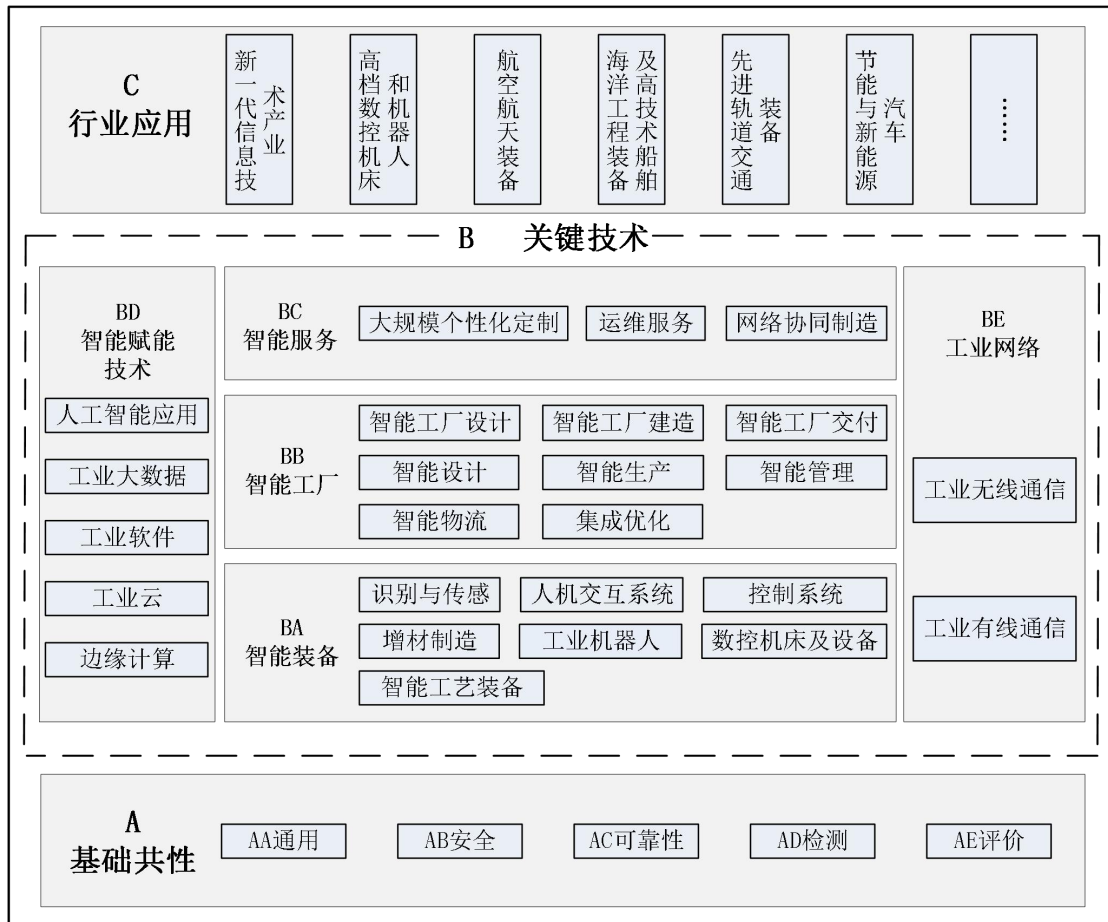 C
行业应用
新一代信息技
术产业
高档数控机床
和机器人
航空航天装备
海洋工程装备
及高技术船舶
先进轨道交通
装备
节能与新能源
汽车
……
B 关键技术
BD
智能赋能
技术
人工智能应用
工业大数据
工业软件
工业云
边缘计算
BC
智能服务
大规模个性化定制
运维服务
网络协同制造
BB
智能工厂
智能工厂设计
智能工厂建造
智能工厂交付
智能设计
智能生产
智能管理
智能物流
集成优化
BA
智能装备
识别与传感
人机交互系统
控制系统
增材制造
工业机器人
数控机床及设备
智能工艺装备
BE
工业网络
工业无线通信
工业有线通信
A
基础共性
AA通用
AB安全
AC可靠性
AD检测
AE评价